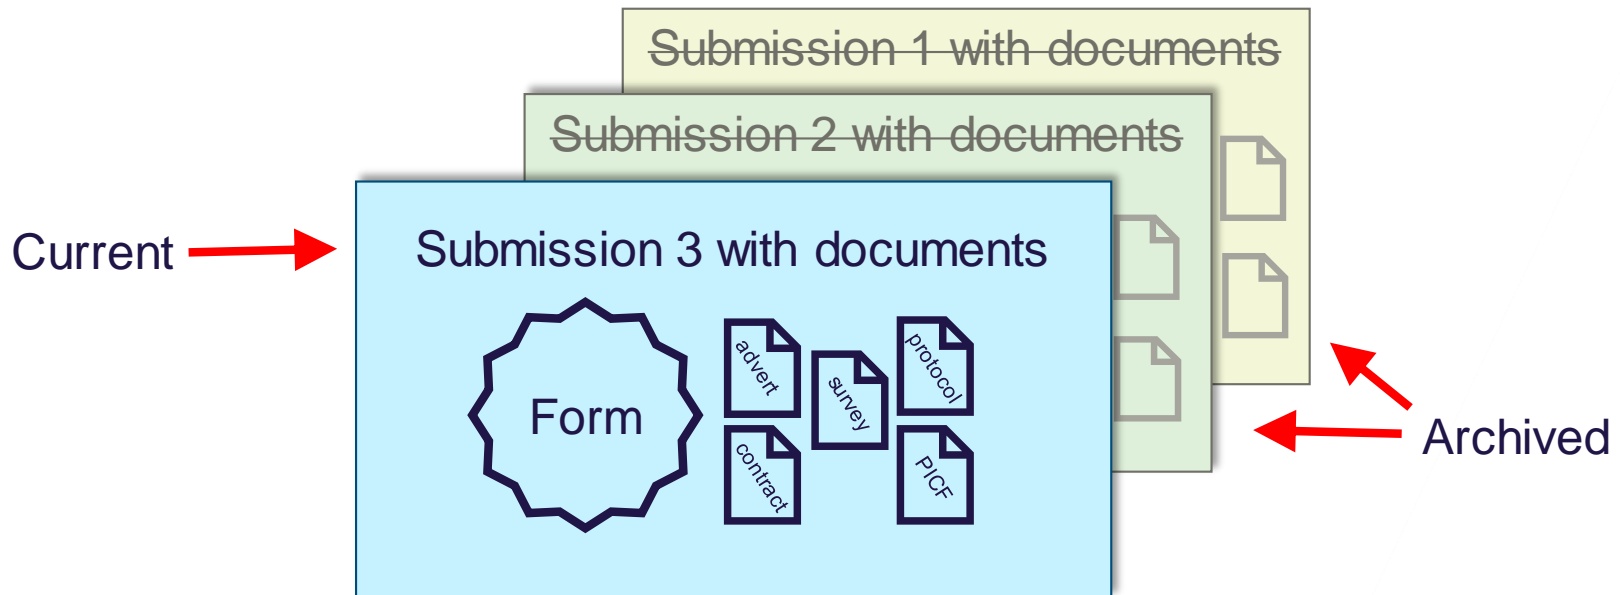 Submission 1 with documents
Submission 2 with documents
Submission 3 with documents
Current
Form
advert
survey
protocol
contract
PICF
Archived